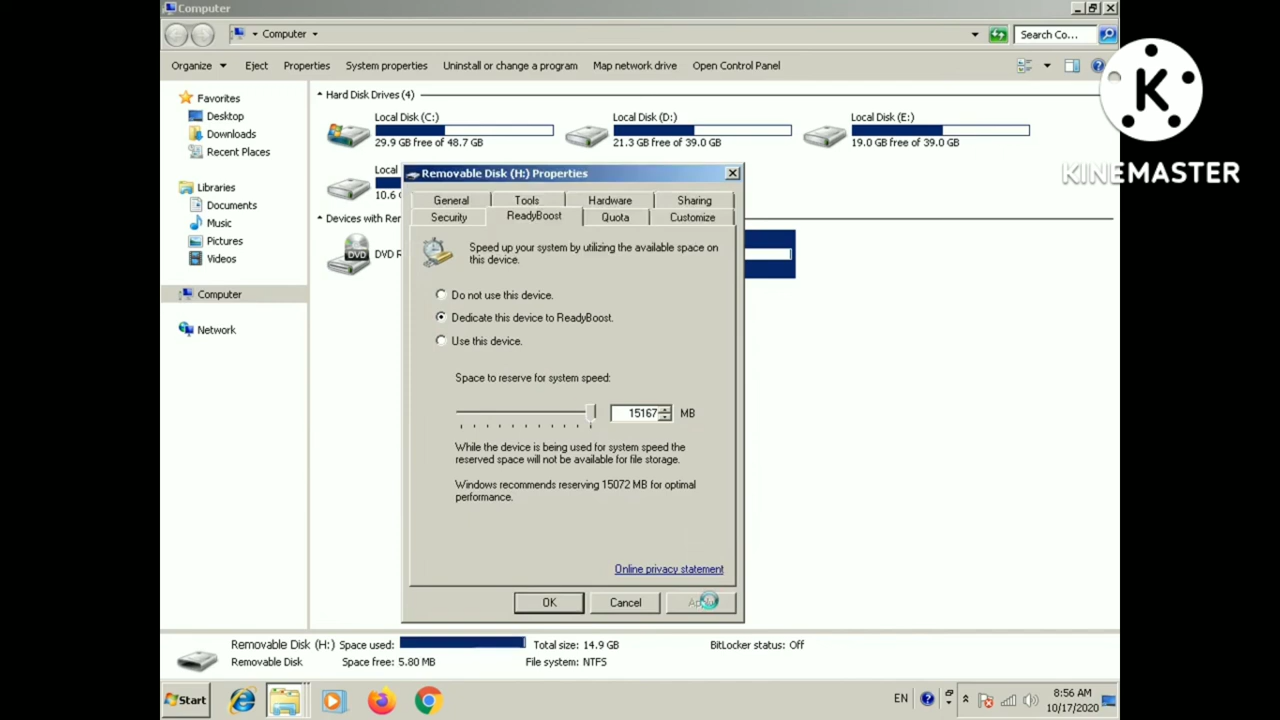 Computer
Computer
Search Co...
Organize
Eject
Properties
System properties
Uninstall or change a program
Map network drive
Open Control Panel
K
KINEMASTER
Favorites
Desktop
Downloads
Recent Places
Libraries
Documents
Music
Pictures
Videos
Computer
Network
Hard Disk Drives (4)
Local Disk (C:)
29.9 GB free of 48.7 GB
Local Disk (D:)
21.3 GB free of 39.0 GB
Local Disk (E:)
19.0 GB free of 39.0 GB
Local
10.6
Devices with Rem
DVD R
DVD
Removable Disk (H:) Properties
General
Tools
Hardware
Sharing
Security
ReadyBoost
Quota
Customize
Speed up your system by utilizing the available space on
this device.
Do not use this device.
Dedicate this device to ReadyBoost.
Use this device.
Space to reserve for system speed:
15167 MB
While the device is being used for system speed the
reserved space will not be available for file storage.
Windows recommends reserving 15072 MB for optimal
performance.
Online privacy statement
OK
Cancel
Removable Disk (H:) Space used:
Total size: 14.9 GB
BitLocker status: Off
Removable Disk
Space free: 5.80 MB
File system: NTFS
Start
EN
8:56 AM
10/17/2020